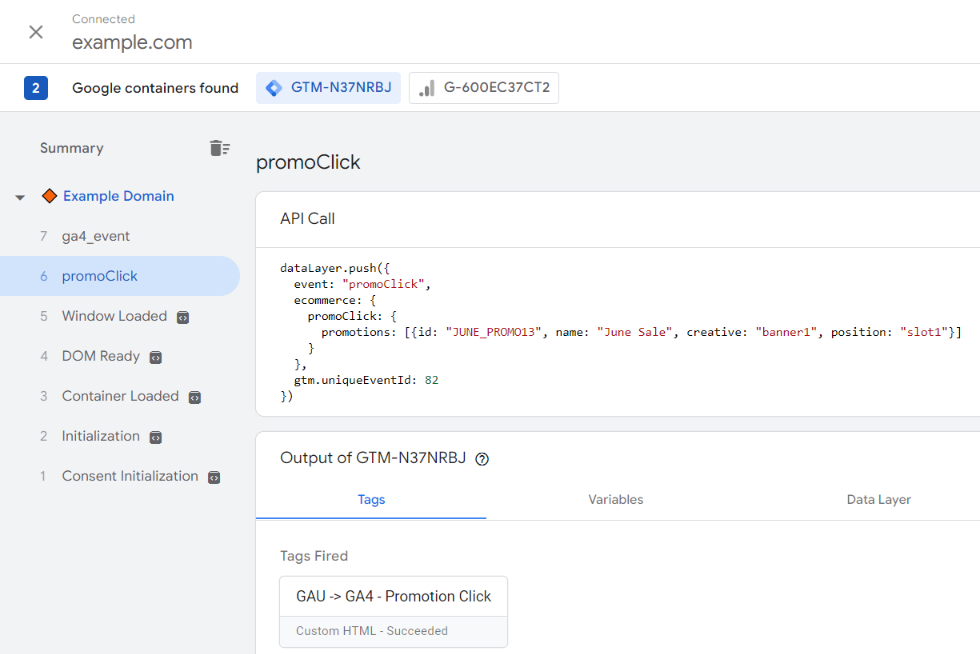 Connected
example.com
2 Google containers found GTM-N37NRBJ G-600EC37CT2
Summary
Example Domain
7 ga4_event
6 promoClick
5 Window Loaded
4 DOM Ready
3 Container Loaded
2 Initialization
1 Consent Initialization
promoClick
API Call
dataLayer.push({
  event: "promoClick",
  ecommerce: {
    promoClick: {
      promotions: [{id: "JUNE_PROMO13", name: "June Sale", creative: "banner1", position: "slot1"}]
    }
  },
  gtm.uniqueEventId: 82
})
Output of GTM-N37NRBJ
Tags Variables Data Layer
Tags Fired
GAU -> GA4 - Promotion Click
Custom HTML - Succeeded